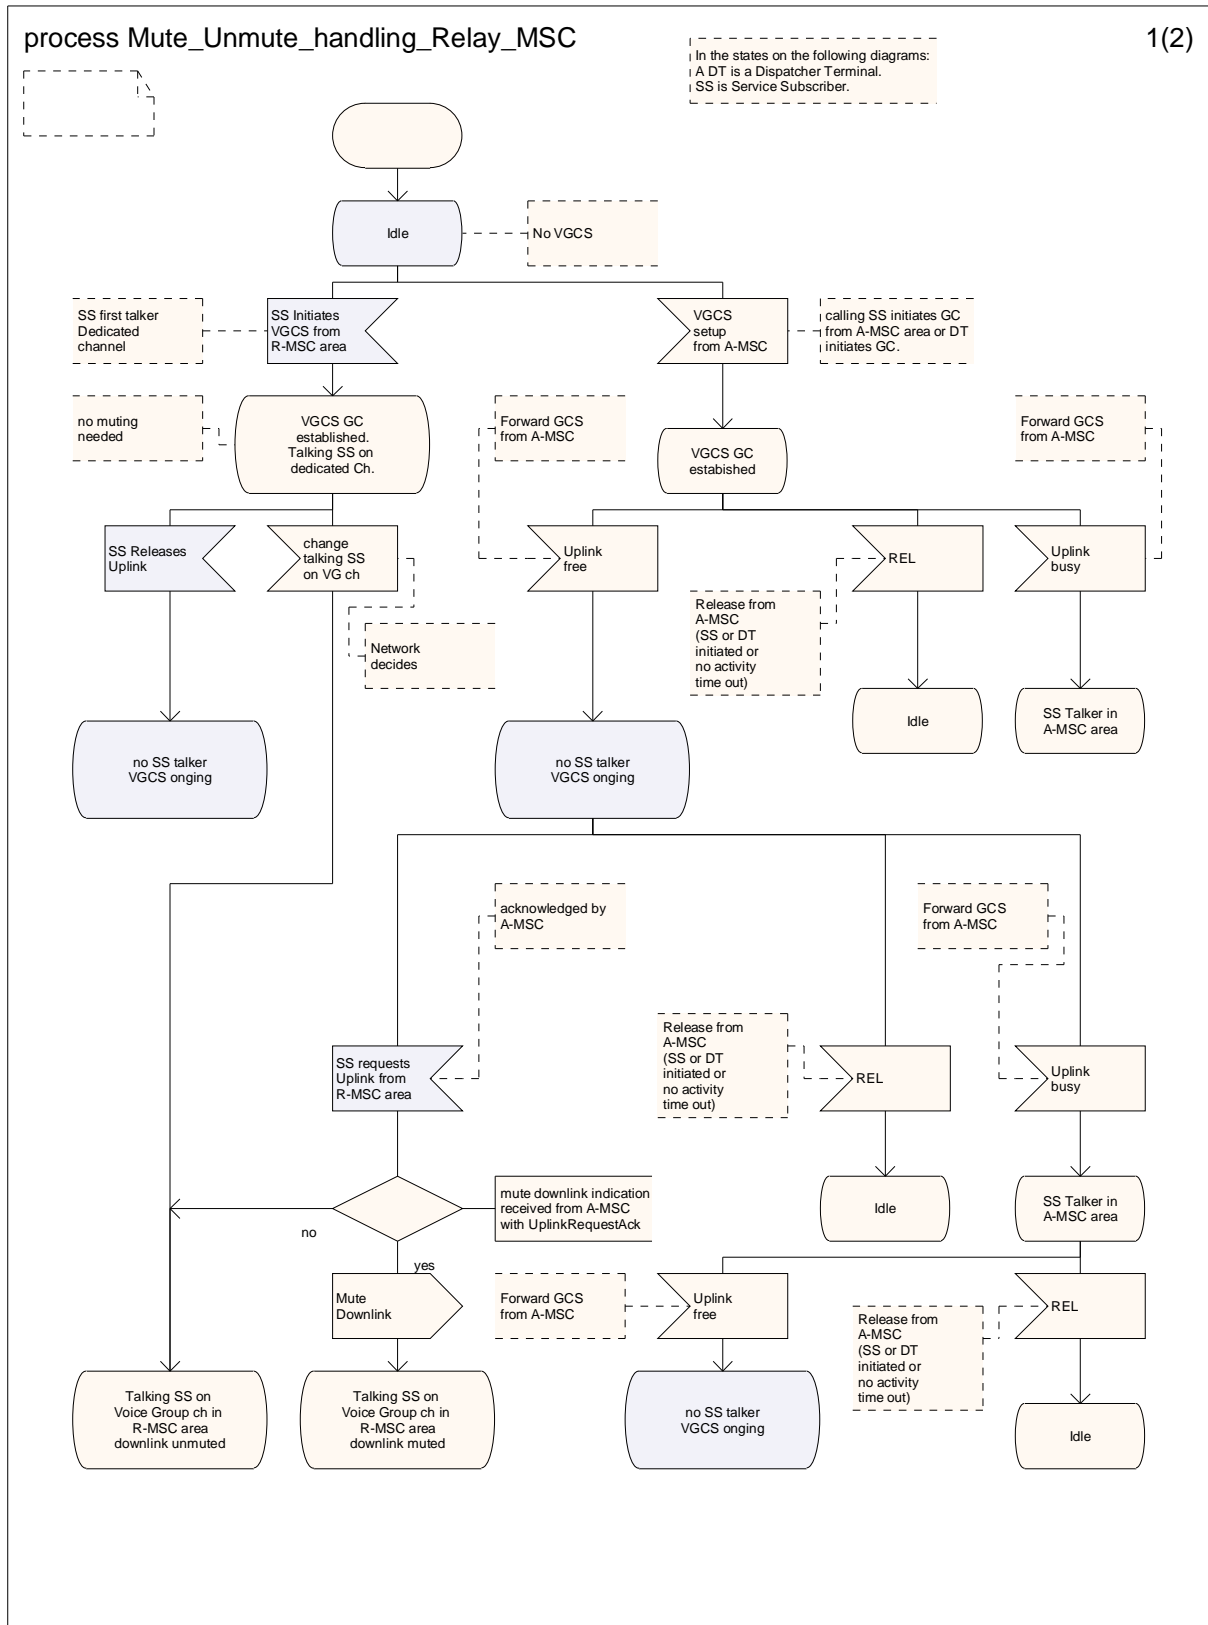 process Mute_Unmute_handling_Relay_MSC
1(2)
In the states on the following diagrams:
A DT is a Dispatcher Terminal.
SS is Service Subscriber.
Idle
No VGCS
SS first talker
Dedicated
channel
SS Initiates
VGCS from
R-MSC area
VGCS
setup
from A-MSC
calling SS initiates GC
from A-MSC area or DT
initiates GC.
no muting
needed
VGCS GC
established.
Talking SS on
dedicated Ch.
Forward GCS
from A-MSC
VGCS GC
estabished
Forward GCS
from A-MSC
SS Releases
Uplink
change
talking SS
on VG ch
Uplink
free
REL
Uplink
busy
Network
decides
Release from
A-MSC
(SS or DT
initiated or
no activity
time out)
Idle
SS Talker in
A-MSC area
no SS talker
VGCS onging
no SS talker
VGCS onging
acknowledged by
A-MSC
Forward GCS
from A-MSC
SS requests
Uplink from
R-MSC area
Release from
A-MSC
(SS or DT
initiated or
no activity
time out)
REL
Uplink
busy
mute downlink indication
received from A-MSC
with UplinkRequestAck
Idle
SS Talker in
A-MSC area
no
yes
Mute
Downlink
Forward GCS
from A-MSC
Uplink
free
Release from
A-MSC
(SS or DT
initiated or
no activity
time out)
REL
Talking SS on
Voice Group ch in
R-MSC area
downlink unmuted
Talking SS on
Voice Group ch in
R-MSC area
downlink muted
no SS talker
VGCS onging
Idle